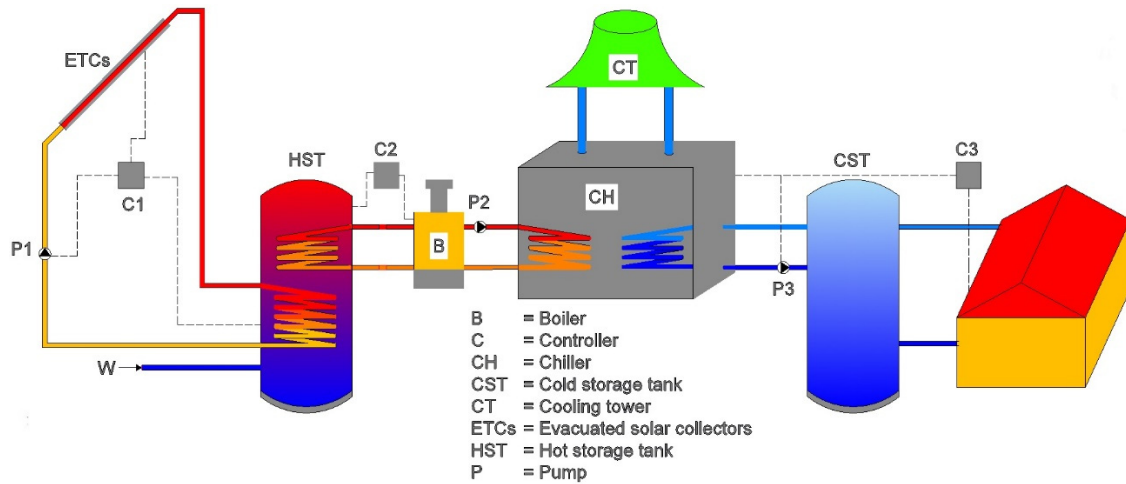 ETCs
CT
HST
C2
CST
C3
C1
P2
CH
P1
B
P3
W
B = Boiler
C = Controller
CH = Chiller
CST = Cold storage tank
CT = Cooling tower
ETCs = Evacuated solar collectors
HST = Hot storage tank
P = Pump